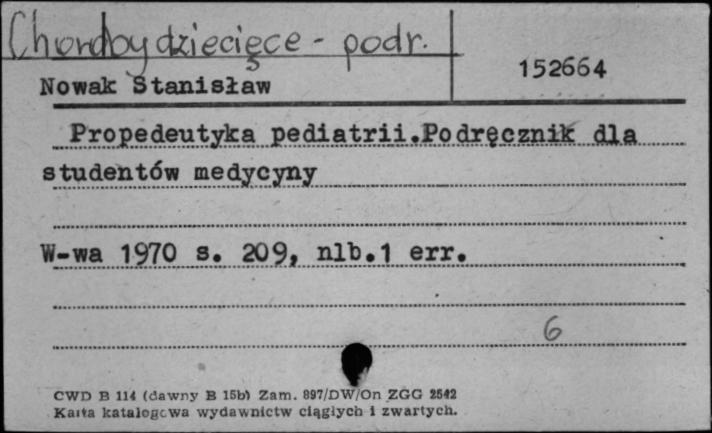 Choroby dziecięce - podr.
152664
Nowak Stanisław
Propedeutyka pediatrii.Podręcznik dla
studentów medycyny
W-wa 1970 s. 209, nlb.1 err.
6
CWD B 114 (dawny B 15b) Zam. 897/DW/On ZGG 2542
Karta katalogowa wydawnictw ciągłych i zwartych.